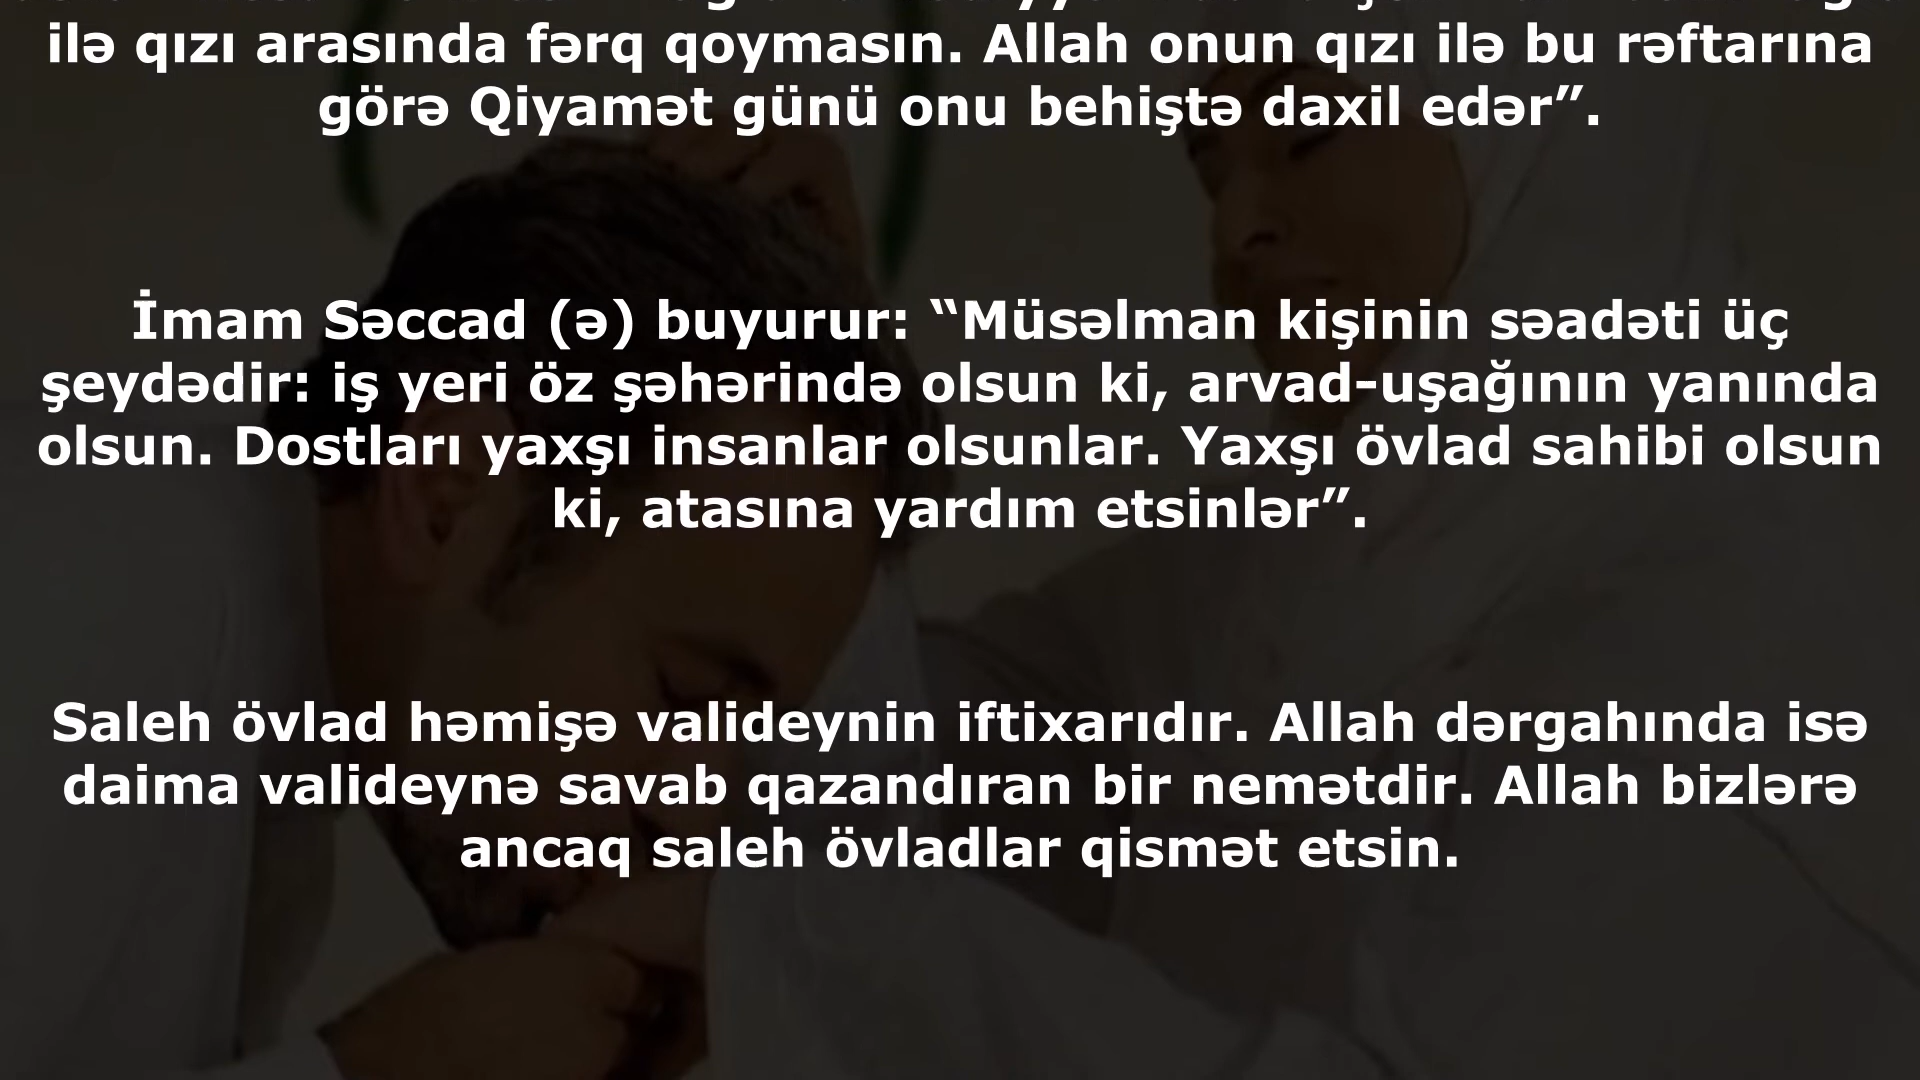 ilə qızı arasında fərq qoymasın. Allah onun qızı ilə bu rəftarına
görə Qiyamət günü onu behiştə daxil edər”.
İmam Səccad (ə) buyurur: “Müsəlman kişinin səadəti üç
şeydədir: iş yeri öz şəhərində olsun ki, arvad-uşağının yanında
olsun. Dostları yaxşı insanlar olsunlar. Yaxşı övlad sahibi olsun
ki, atasına yardım etsinlər”.
Saleh övlad həmişə valideynin iftixarıdır. Allah dərgahında isə
daima valideynə savab qazandıran bir nemətdir. Allah bizlərə
ancaq saleh övladlar qismət etsin.